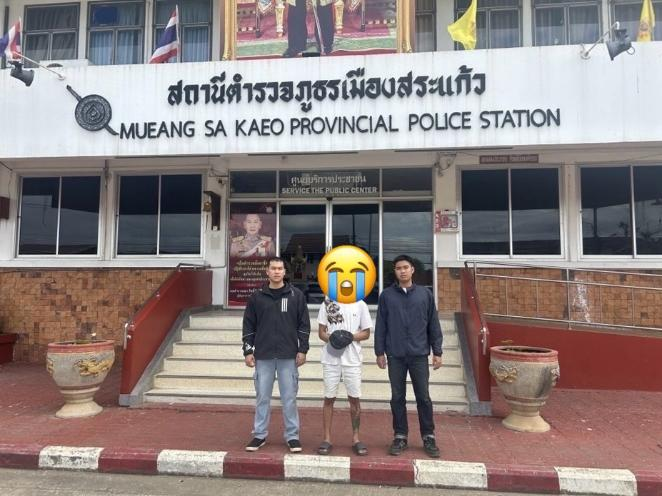 สถานีตำรวจภูธรเมืองสระแก้ว
MUEANG SA KAEO PROVINCIAL POLICE STATION
ศูนย์บริการประชาชน
SERVICE THE PUBLIC CENTER